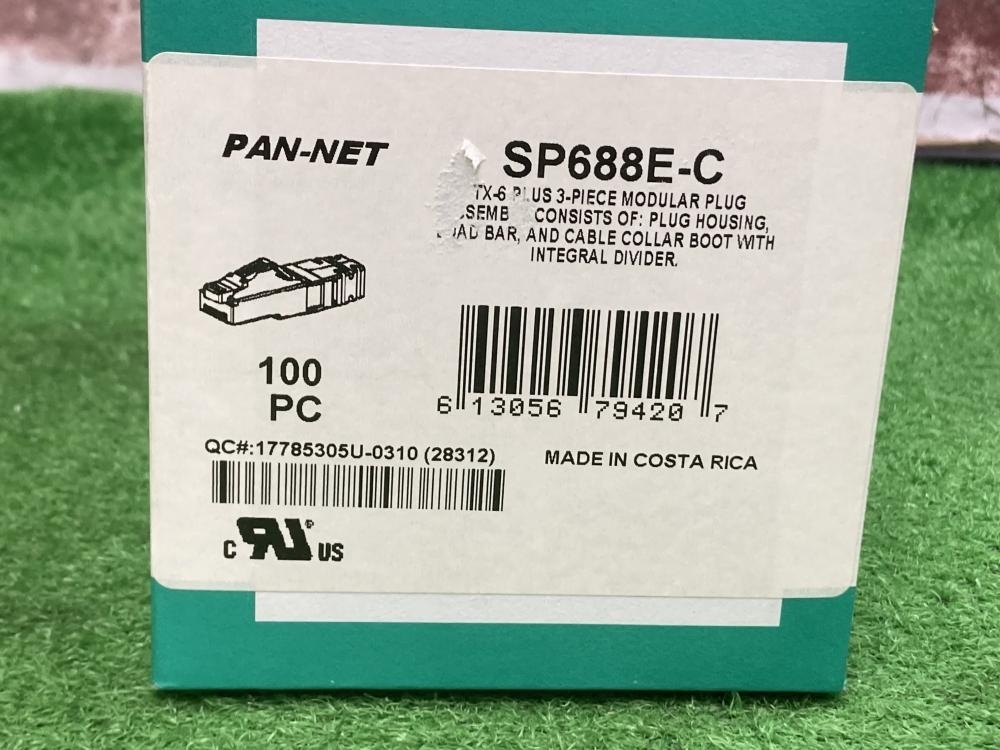 PAN-NET
SP688E-C
TX-6 PLUS 3-PIECE MODULAR PLUG
CONSISTS OF: PLUG HOUSING,
BAR, AND CABLE COLLAR BOOT WITH
INTEGRAL DIVIDER.
100
PC
6 13056 79420 7
QC#:17785305U-0310 (28312)
MADE IN COSTA RICA
C RU® US